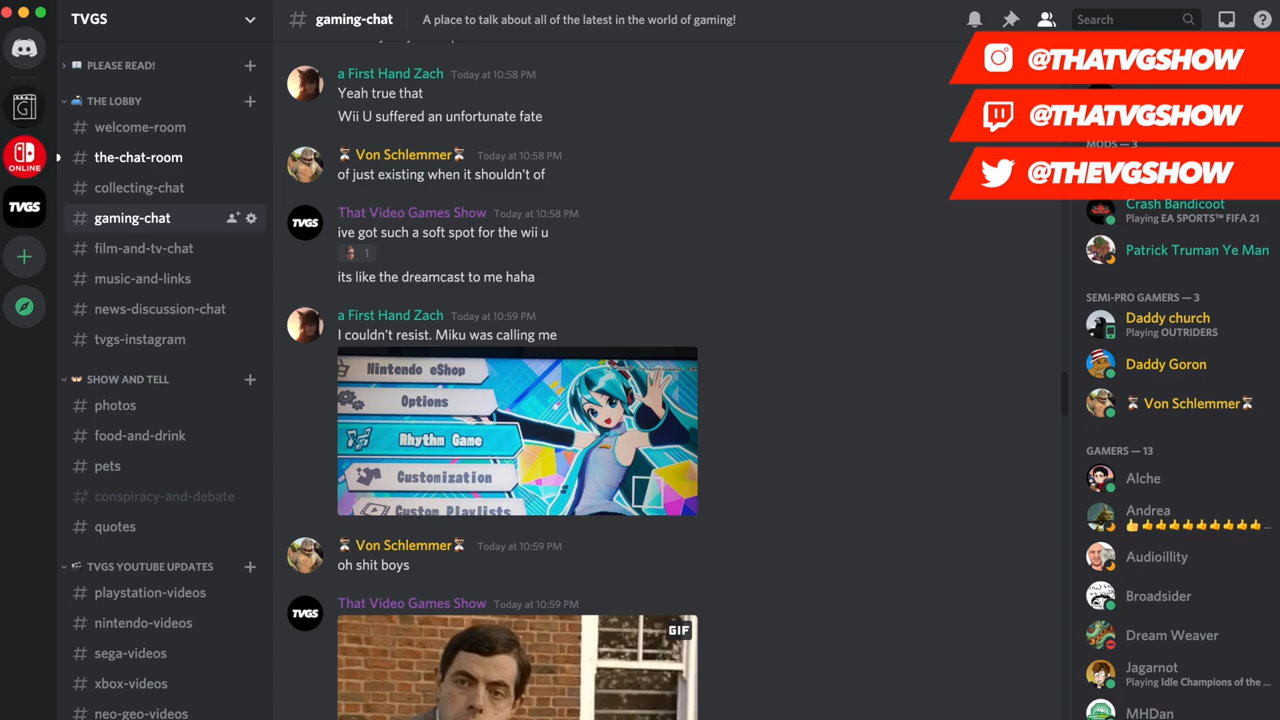 TVGS
gaming-chat
A place to talk about all of the latest in the world of gaming!
Search
@THATVGSHOW
@THATVGSHOW
@THEVGSHOW
ONLINE
TVGS
PLEASE READ!
THE LOBBY
welcome-room
the-chat-room
collecting-chat
gaming-chat
film-and-tv-chat
music-and-links
news-discussion-chat
tvgs-instagram
SHOW AND TELL
photos
food-and-drink
pets
conspiracy-and-debate
quotes
TVGS YOUTUBE UPDATES
playstation-videos
nintendo-videos
sega-videos
xbox-videos
neo-geo-videos
a First Hand Zach Today at 10:58 PM
Yeah true that
Wii U suffered an unfortunate fate
Von Schlemmer Today at 10:58 PM
of just existing when it shouldn't of
TVGS
That Video Games Show Today at 10:58 PM
ive got such a soft spot for the wii u
1
its like the dreamcast to me haha
a First Hand Zach Today at 10:59 PM
I couldn't resist. Miku was calling me
Nintendo eShop
Options
Rhythm Game
Customization
Custom Playlists
Von Schlemmer Today at 10:59 PM
oh shit boys
TVGS
That Video Games Show Today at 10:59 PM
GIF
MODS — 3
Crash Bandicoot
Playing EA SPORTS™ FIFA 21
Patrick Truman Ye Man
SEMI-PRO GAMERS — 3
Daddy church
Playing OUTRIDERS
Daddy Goron
Von Schlemmer
GAMERS — 13
Alche
Andrea
Audioillity
Broadsider
Dream Weaver
Jagarnot
Playing Idle Champions of the ...
MHDan